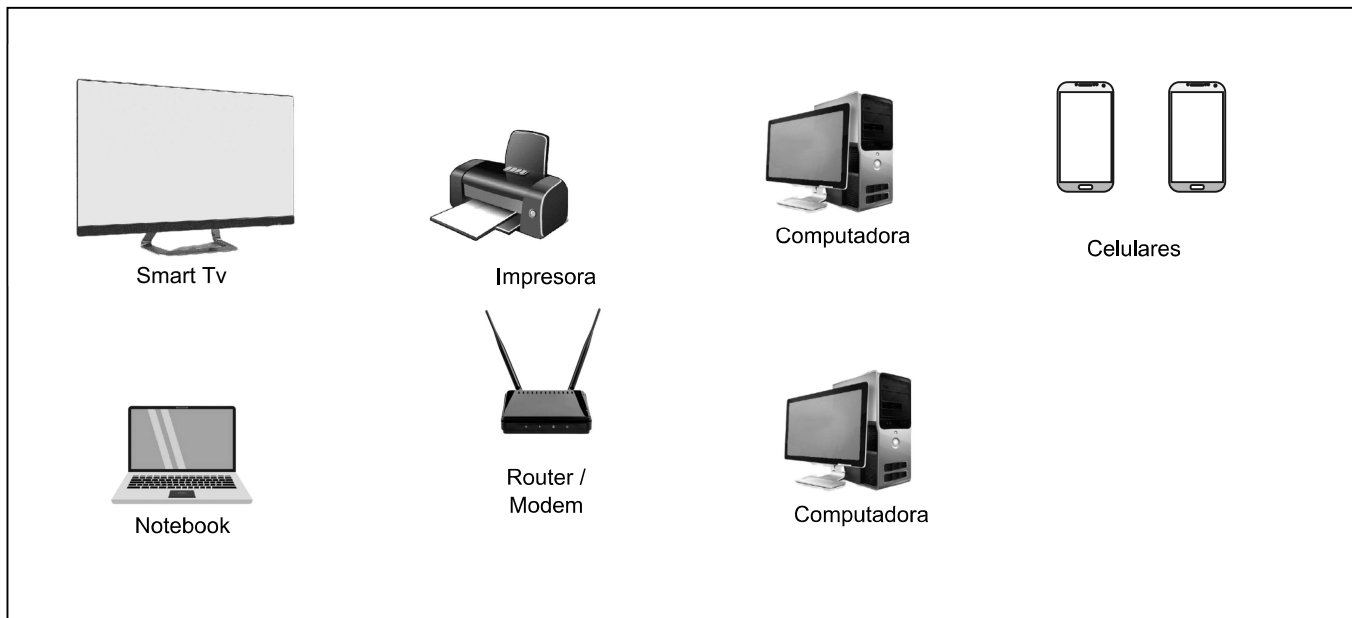 Smart Tv
Impresora
Computadora
Celulares
Notebook
Router /
Modem
Computadora